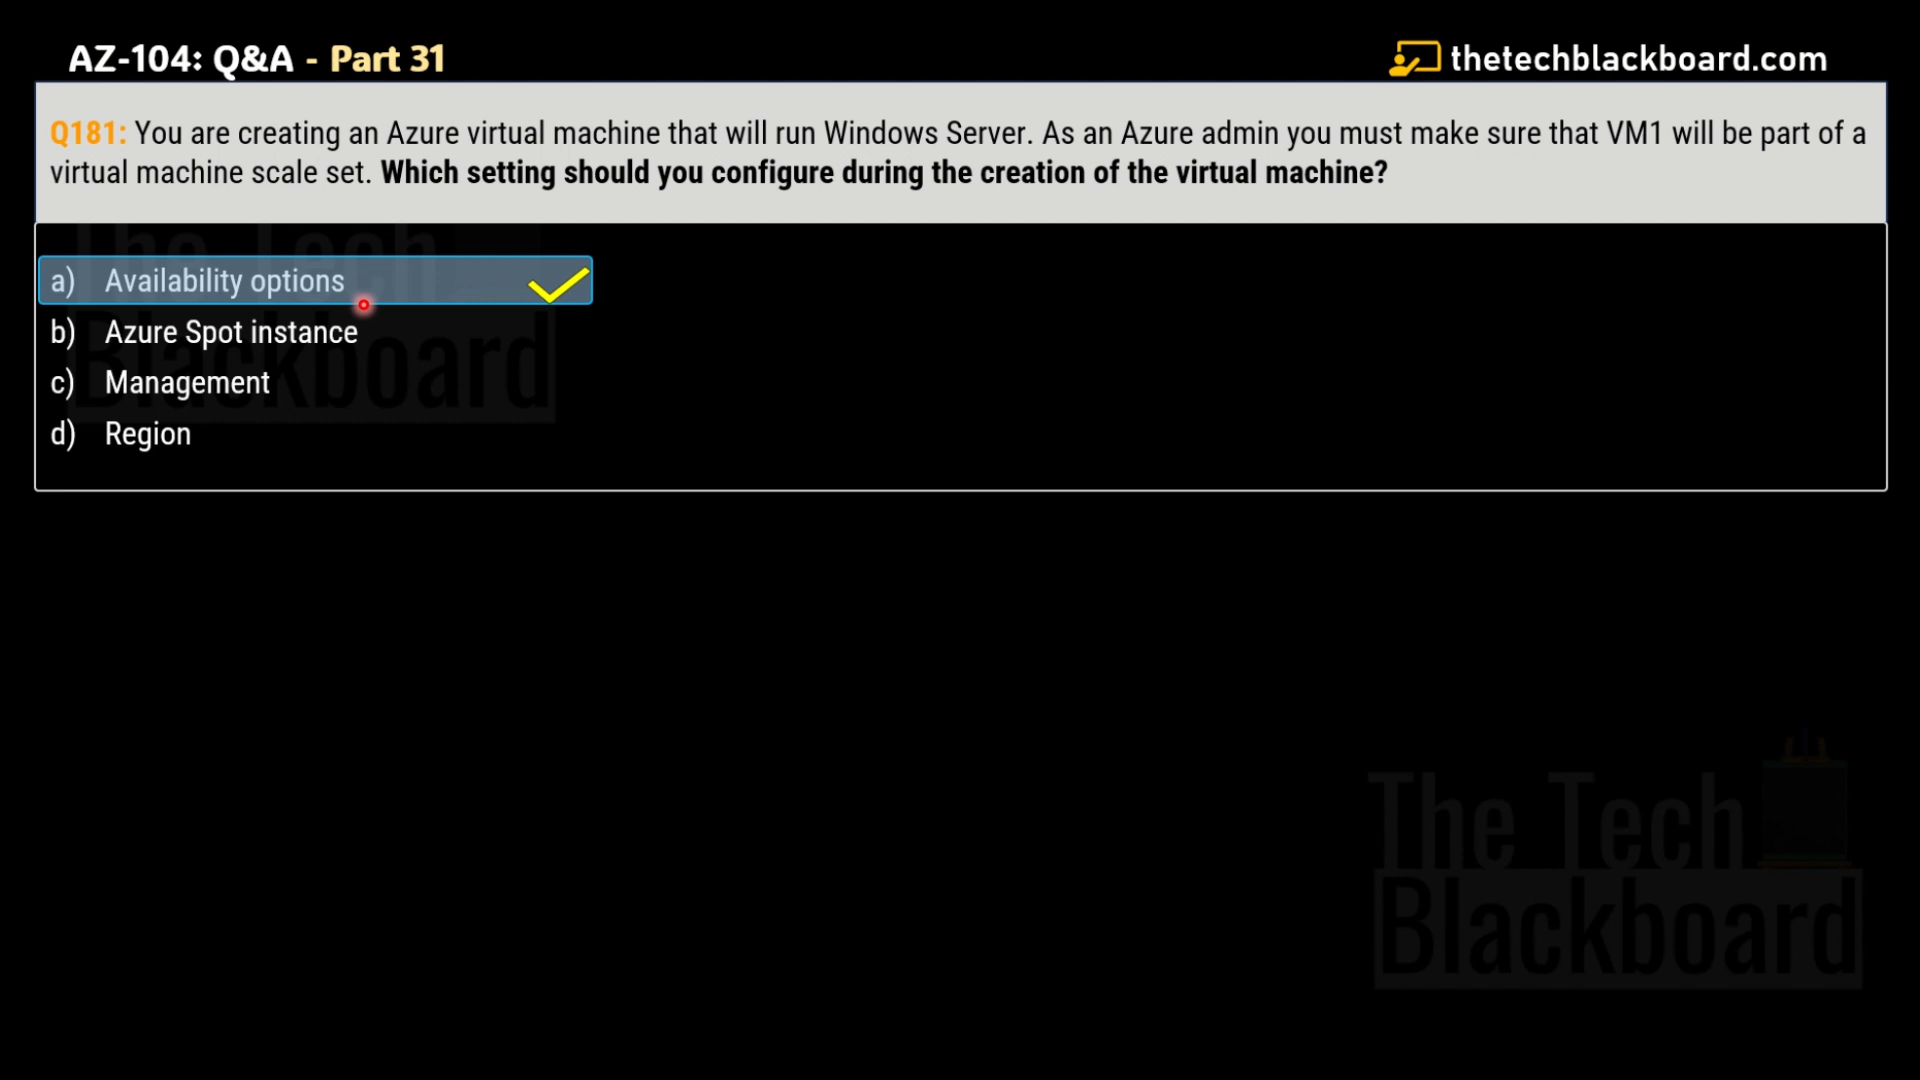 AZ-104: Q&A - Part 31
thetechblackboard.com
Q181: You are creating an Azure virtual machine that will run Windows Server. As an Azure admin you must make sure that VM1 will be part of a
virtual machine scale set. Which setting should you configure during the creation of the virtual machine?
The Tech
a) Availability options
b) Azure Spot instance
Blackboard
c) Management
d) Region
The Tech
Blackboard